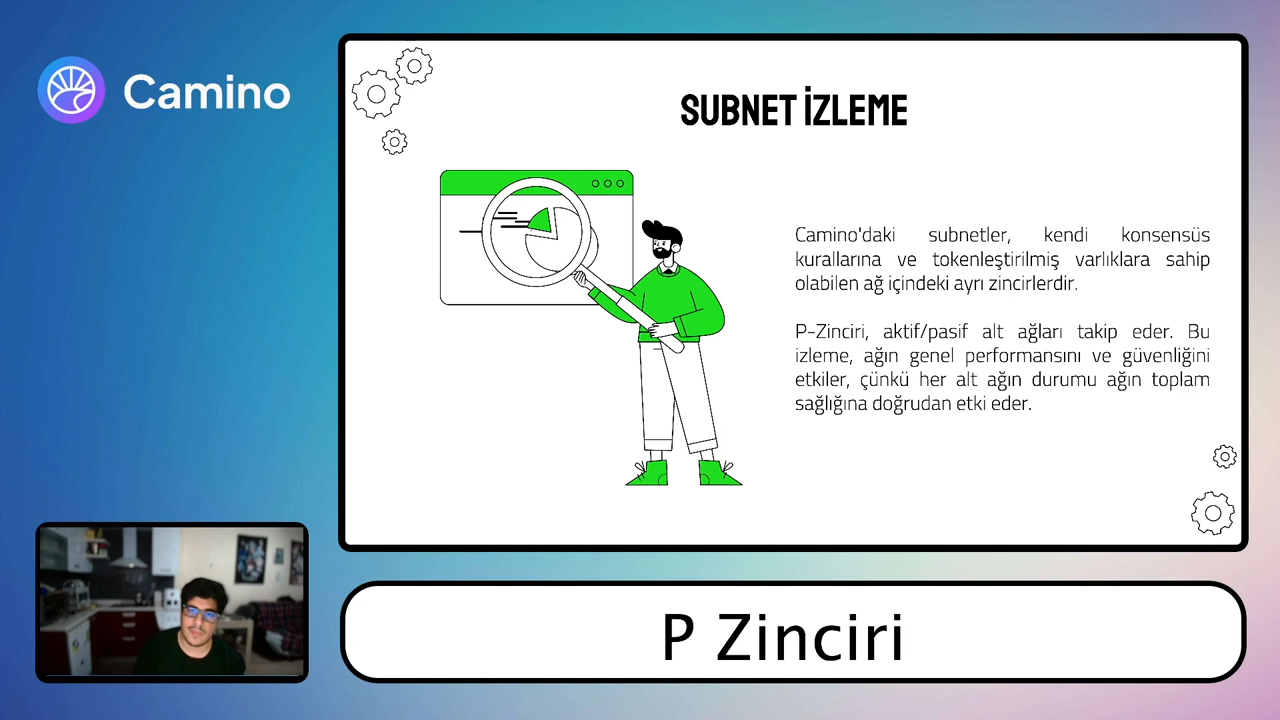 Camino
SUBNET İZLEME
Camino'daki subnetler, kendi konsensüs
kurallarına ve tokenleştirilmiş varlıklara sahip
olabilen ağ içindeki ayrı zincirlerdir.
P-Zinciri, aktif/pasif alt ağları takip eder. Bu
izleme, ağın genel performansını ve güvenliğini
etkiler, çünkü her alt ağın durumu ağın toplam
sağlığına doğrudan etki eder.
P Zinciri